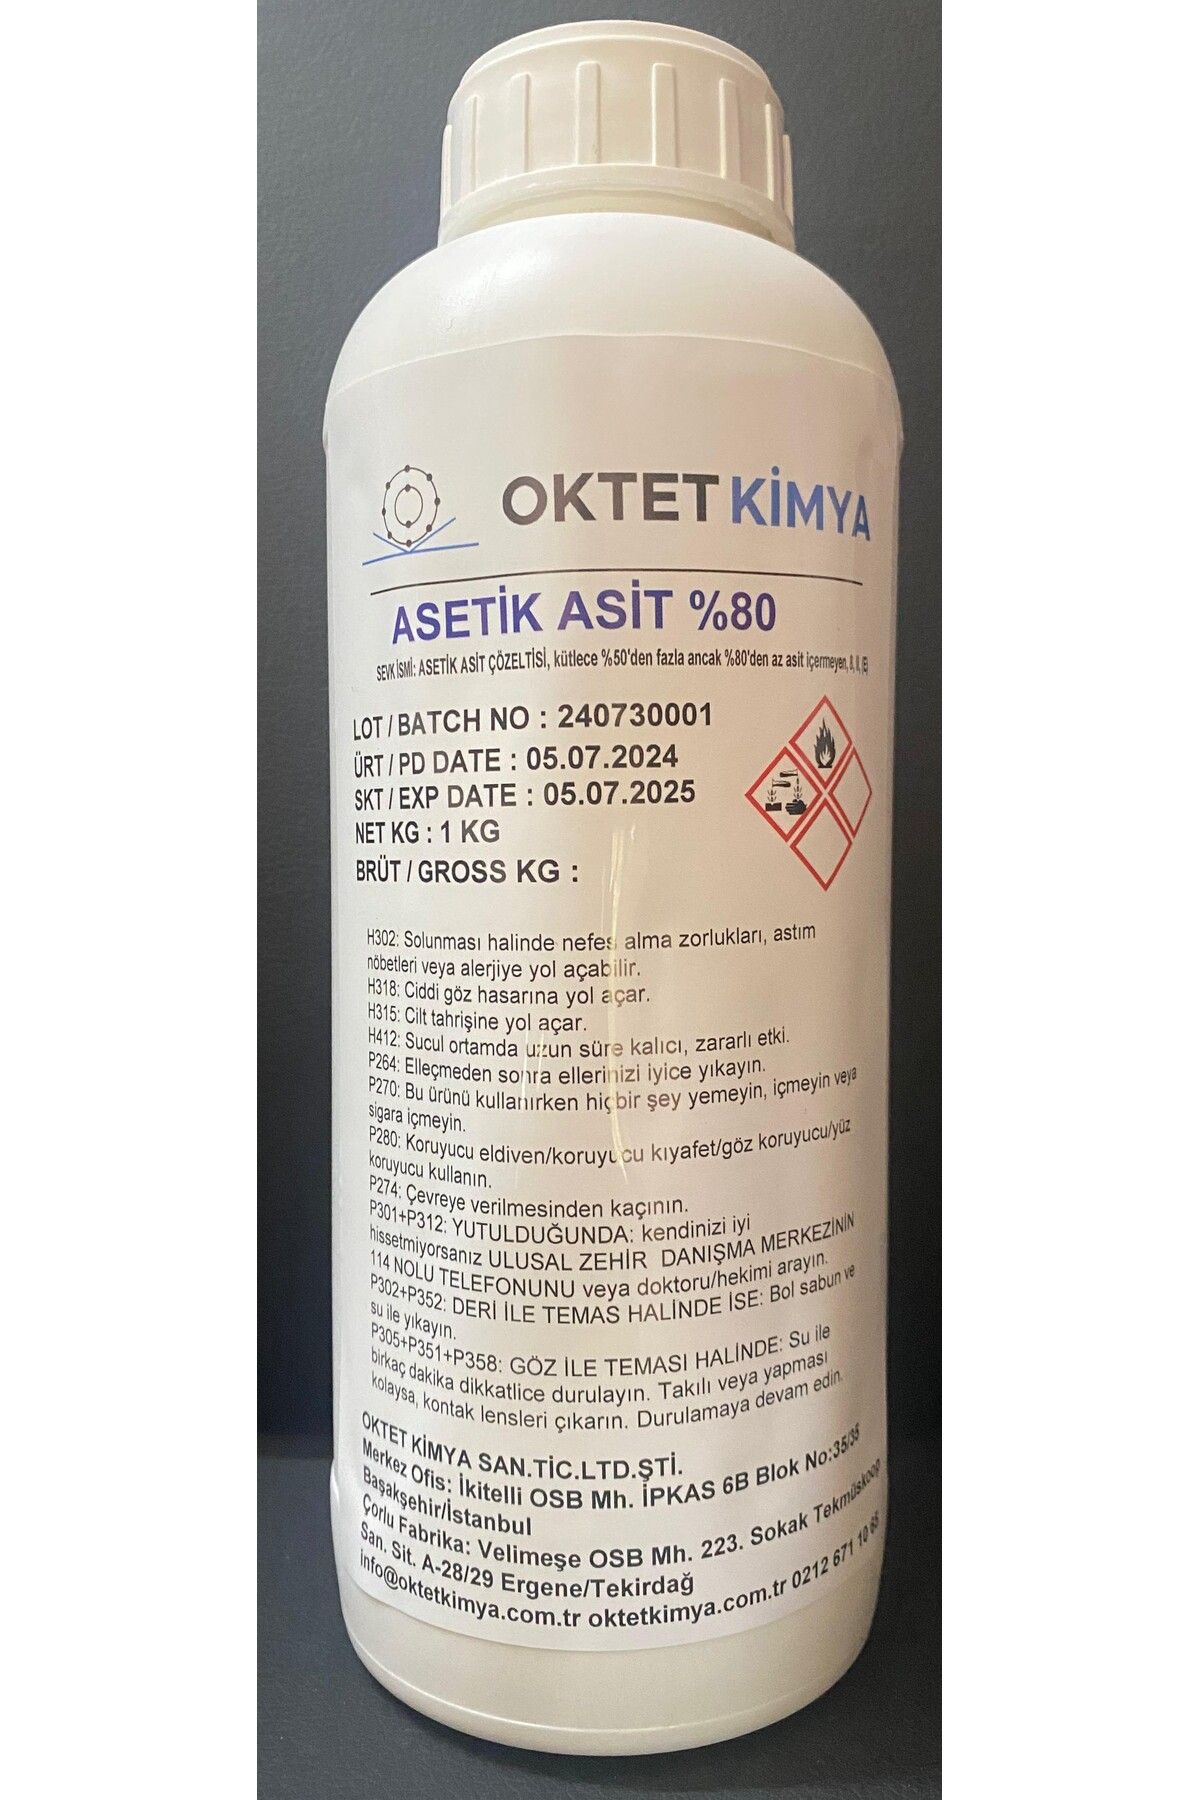 OKTET KİMYA
ASETİK ASİT %80
SEVK İSMİ: ASETİK ASİT ÇÖZELTİSİ, kütlece %50'den fazla ancak %80'den az asit içermeyen, 8, II, (E)
LOT / BATCH NO : 240730001
ÜRT / PD DATE : 05.07.2024
SKT / EXP DATE : 05.07.2025
NET KG : 1 KG
BRÜT / GROSS KG :
H302: Solunması halinde nefes alma zorlukları, astım
nöbetleri veya alerjiye yol açabilir.
H318: Ciddi göz hasarına yol açar.
H315: Cilt tahrişine yol açar.
H412: Sucul ortamda uzun süre kalıcı, zararlı etki.
P264: Elleçmeden sonra ellerinizi iyice yıkayın.
P270: Bu ürünü kullanırken hiçbir şey yemeyin, içmeyin veya
sigara içmeyin.
P280: Koruyucu eldiven/koruyucu kıyafet/göz koruyucu/yüz
koruyucu kullanın.
P274: Çevreye verilmesinden kaçının.
P301+P312: YUTULDUĞUNDA: kendinizi iyi
hissetmiyorsanız ULUSAL ZEHİR DANIŞMA MERKEZİNİN
114 NOLU TELEFONUNU veya doktoru/hekimi arayın.
P302+P352: DERİ İLE TEMAS HALİNDE İSE: Bol sabun ve
su ile yıkayın.
P305+P351+P358: GÖZ İLE TEMASI HALİNDE: Su ile
birkaç dakika dikkatlice durulayın. Takılı veya yapması
kolaysa, kontak lensleri çıkarın. Durulamaya devam edin.
OKTET KİMYA SAN.TİC.LTD.ŞTİ.
Merkez Ofis: İkitelli OSB Mh. İPKAS 6B Blok No:35/35
Başakşehir/İstanbul
Çorlu Fabrika: Velimeşe OSB Mh. 223. Sokak Tekmüskoop
San. Sit. A-28/29 Ergene/Tekirdağ
info@oktetkimya.com.tr oktetkimya.com.tr 0212 671 10 65